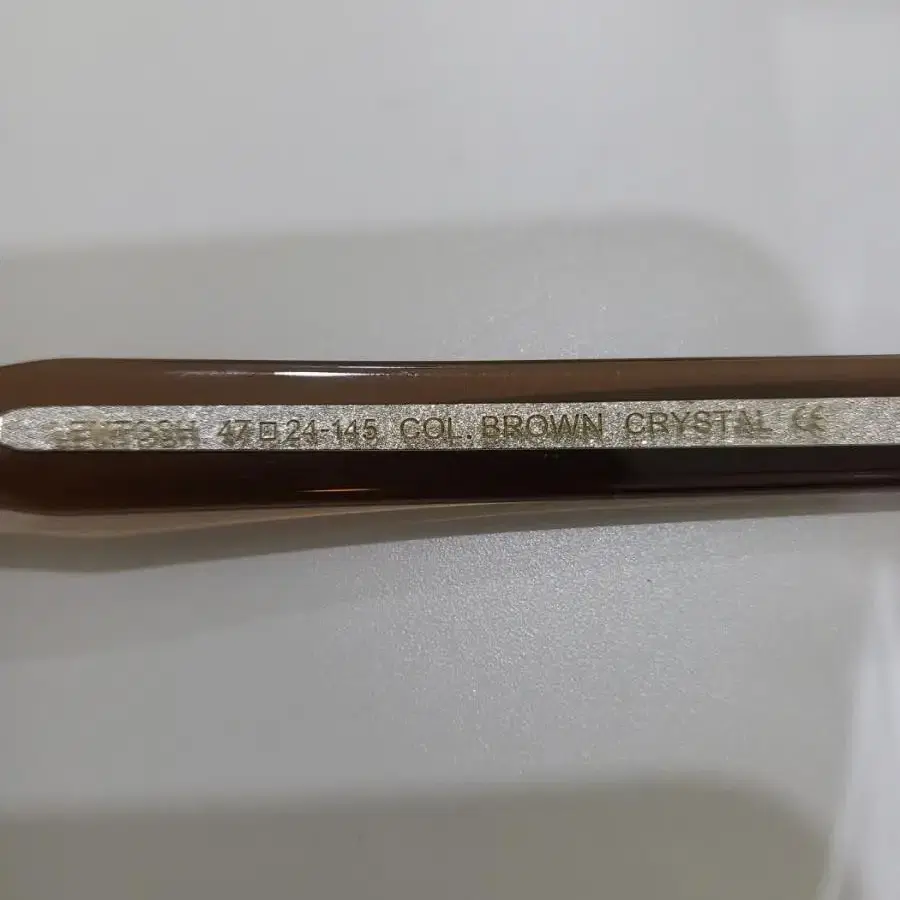 47□24-145 COL. BROWN CRYSTAL CE